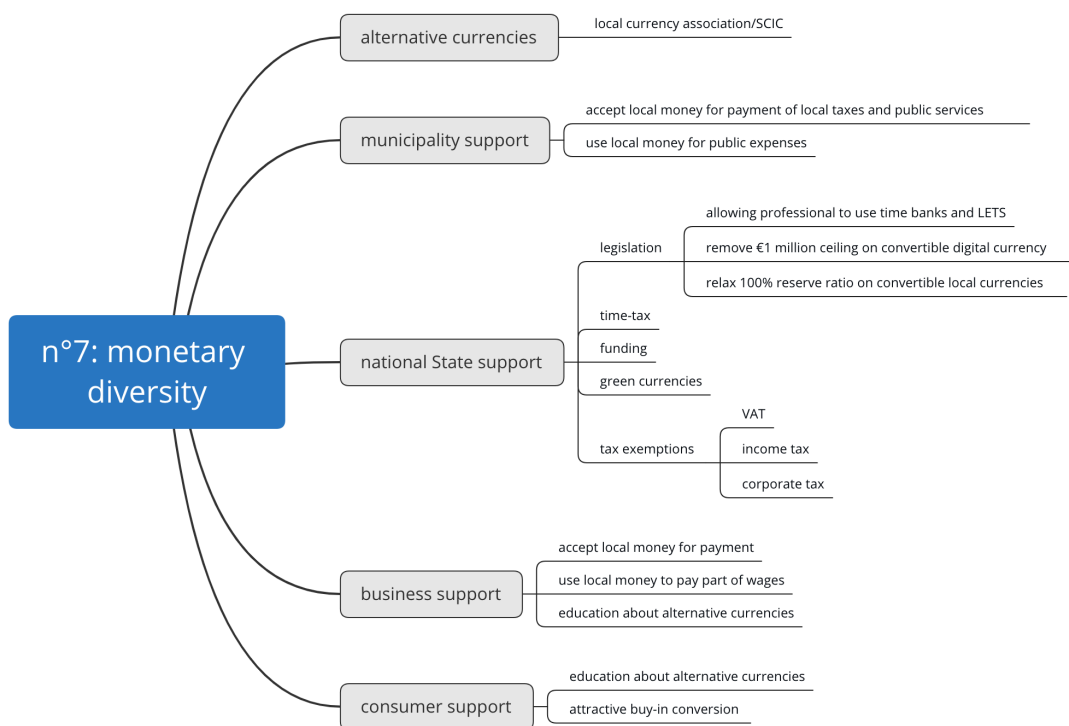 n°7: monetary
diversity
alternative currencies
local currency association/SCIC
municipality support
accept local money for payment of local taxes and public services
use local money for public expenses
national State support
legislation
allowing professional to use time banks and LETS
remove €1 million ceiling on convertible digital currency
relax 100% reserve ratio on convertible local currencies
time-tax
funding
green currencies
tax exemptions
VAT
income tax
corporate tax
business support
accept local money for payment
use local money to pay part of wages
education about alternative currencies
consumer support
education about alternative currencies
attractive buy-in conversion